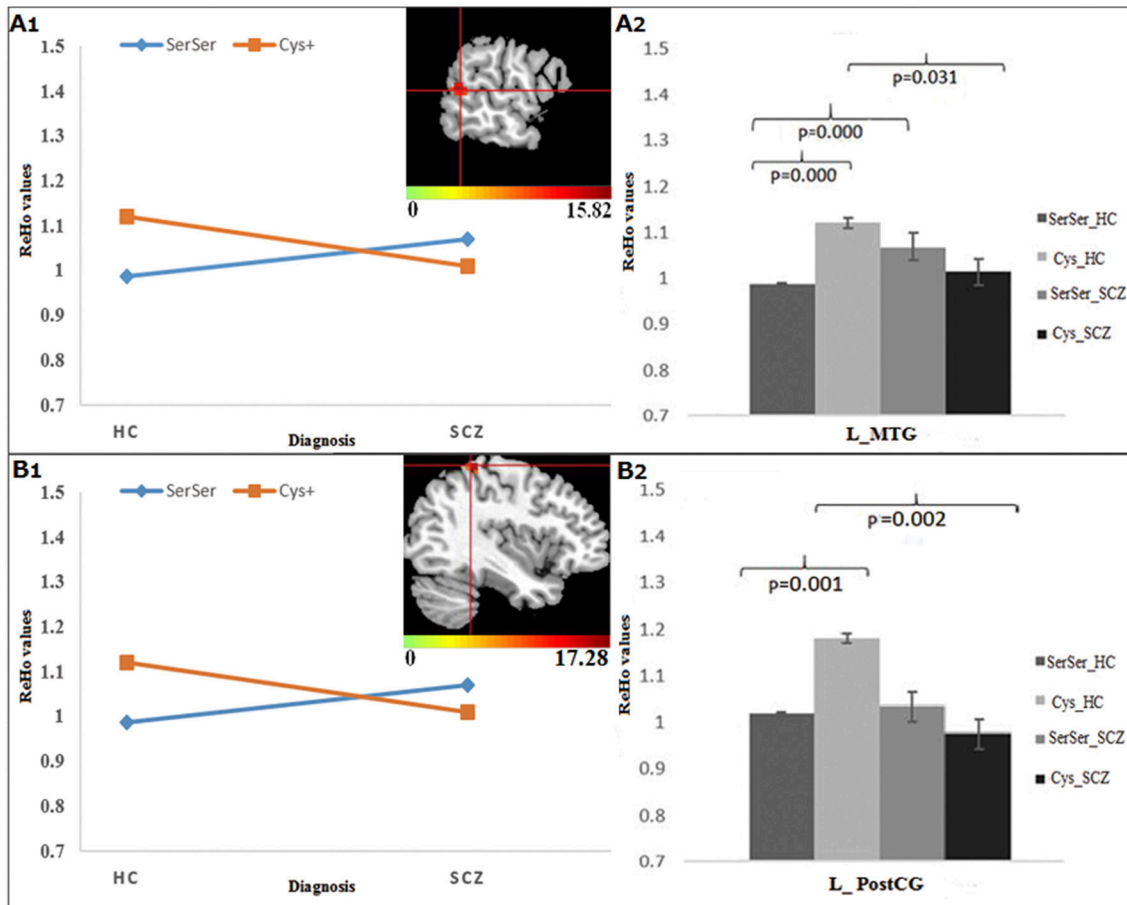 A1
SerSer Cys+
1.5
1.4
1.3
1.2
1.1
1
0.9
0.8
0.7
ReHo values
HC SCZ
Diagnosis
0 15.82
A2
1.5
1.4
1.3
1.2
1.1
1
0.9
0.8
0.7
ReHo values
p=0.031
p=0.000
p=0.000
SerSer_HC
Cys_HC
SerSer_SCZ
Cys_SCZ
L_MTG
B1
SerSer Cys+
1.5
1.4
1.3
1.2
1.1
1
0.9
0.8
0.7
ReHo values
HC SCZ
Diagnosis
0 17.28
B2
1.5
1.4
1.3
1.2
1.1
1
0.9
0.8
0.7
ReHo values
p=0.002
p=0.001
SerSer_HC
Cys_HC
SerSer_SCZ
Cys_SCZ
L_ PostCG